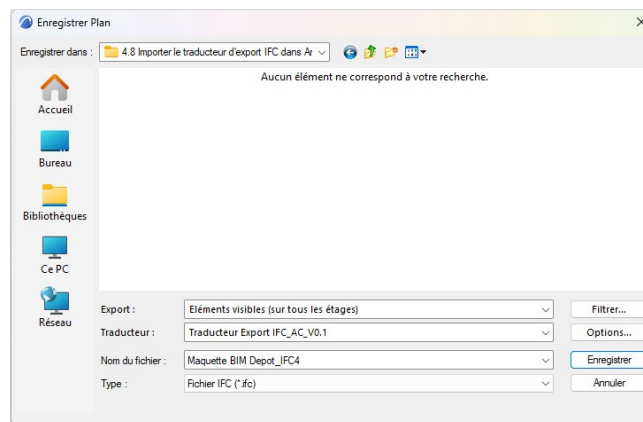 Enregistrer Plan
Enregistrer dans :
4.8 Importer le traducteur d'export IFC dans Ar
Aucun élément ne correspond à votre recherche.
Accueil
Bureau
Bibliothèques
Ce PC
Réseau
Export :
Eléments visibles (sur tous les étages)
Filtrer...
Traducteur :
Traducteur Export IFC_AC_V0.1
Options...
Nom du fichier :
Maquette BIM Depot_IFC4
Enregistrer
Type :
Fichier IFC (*.ifc)
Annuler